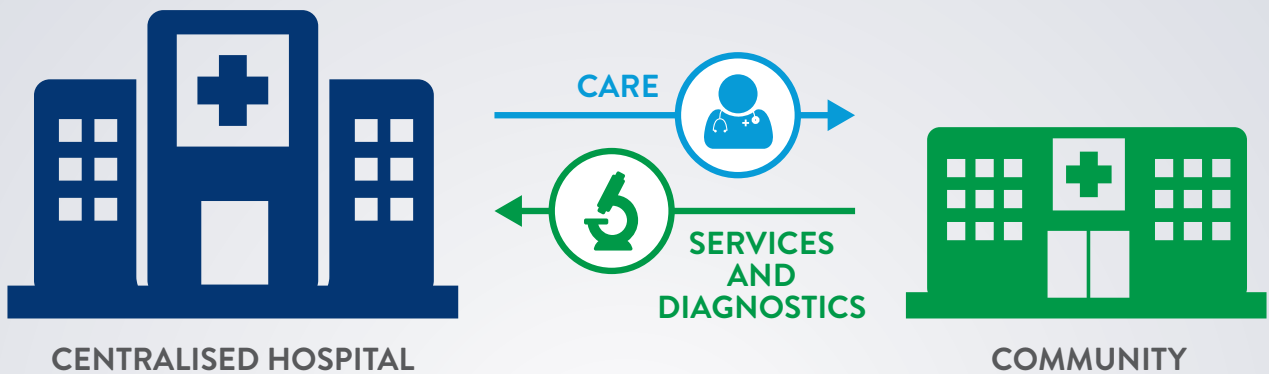 CARE
SERVICES
AND
DIAGNOSTICS
CENTRALISED HOSPITAL
COMMUNITY